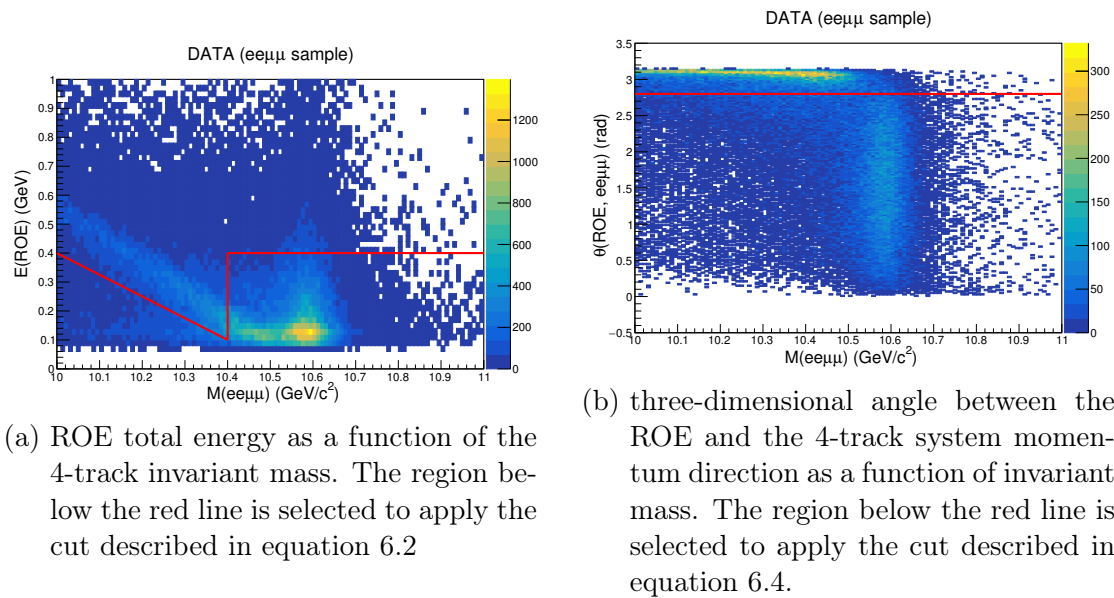 DATA (eeμμ sample)
E(ROE) (GeV)
1
0.9
0.8
0.7
0.6
0.5
0.4
0.3
0.2
0.1
0
10 10.1 10.2 10.3 10.4 10.5 10.6 10.7 10.8 10.9 11
M(eeμμ) (GeV/c²)
1200
1000
800
600
400
200
0
(a) ROE total energy as a function of the
4-track invariant mass. The region be-
low the red line is selected to apply the
cut described in equation 6.2
DATA (eeμμ sample)
θ(ROE, eeμμ) (rad)
3.5
3
2.5
2
1.5
1
0.5
0
−0.5
10 10.1 10.2 10.3 10.4 10.5 10.6 10.7 10.8 10.9 11
M(eeμμ) (GeV/c²)
300
250
200
150
100
50
0
(b) three-dimensional angle between the
ROE and the 4-track system momen-
tum direction as a function of invariant
mass. The region below the red line is
selected to apply the cut described in
equation 6.4.